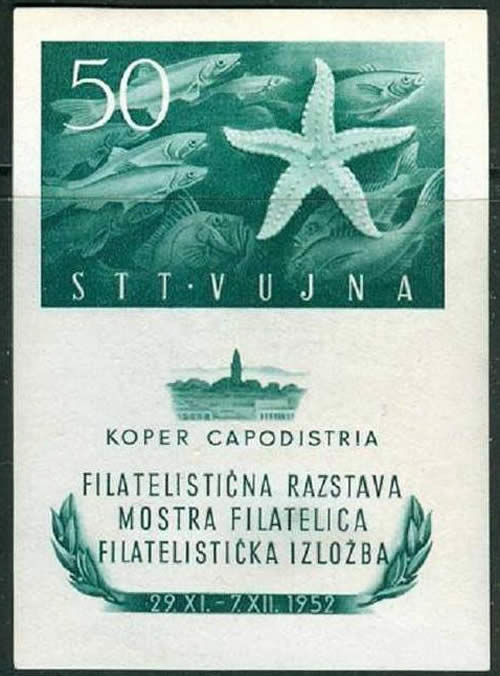 50
STT·VUJNA
KOPER CAPODISTRIA
FILATELISTIČNA RAZSTAVA
MOSTRA FILATELICA
FILATELISTIČKA IZLOŽBA
29.XI.-7.XII.1952